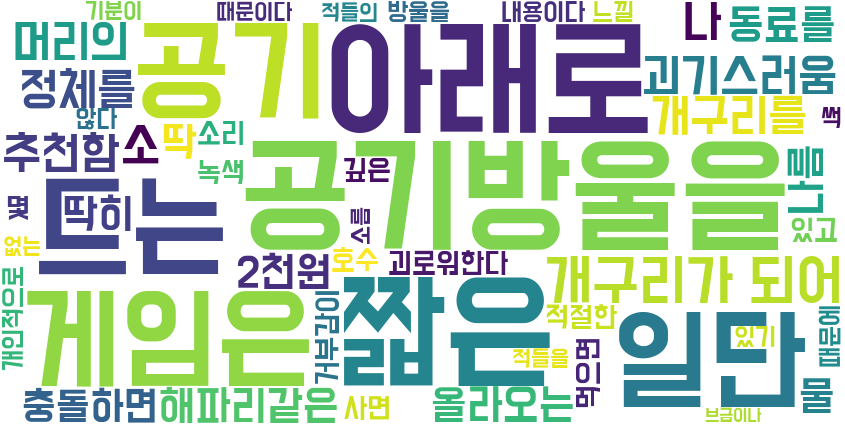 기분이
때문이다
적들의
방울을
내용이다
느낄
나
동료를
머리의
공기
아래로
정체를
괴기스러움
개구리를
않다
썩
추천함
소
딱
소리
녹색
공기방울을
깊은
나름
몇
뜨는
딱히
소름
있고
없는
2천원
호수
괴로워한다
개구리가 되어
개인적으로
게임은
거부감이
짧은
적절한
일단
때문에
있기
적들을
먹으면
물
충돌하면
해파리같은
사면
올라오는
브금이나